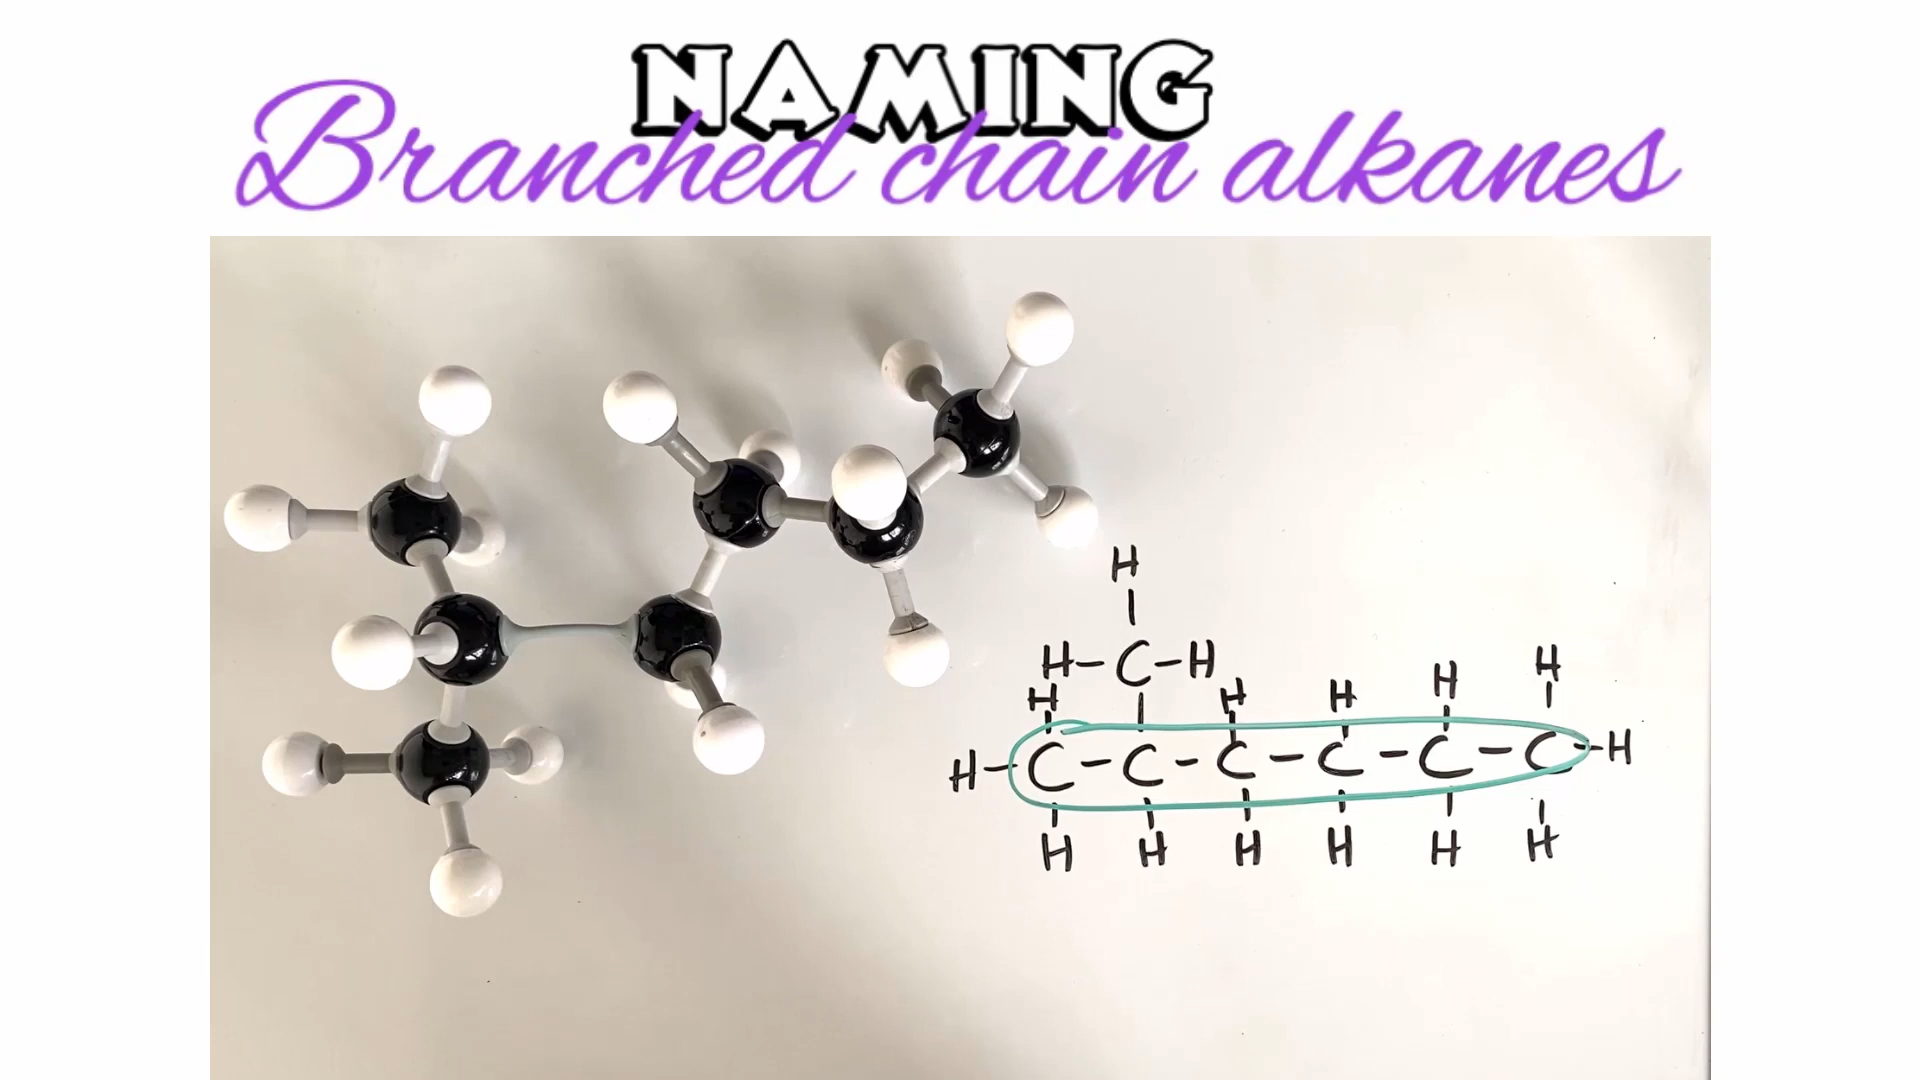 NAMING
Branched chain alkanes
H
|
H-C-H
H | H H H H
| | | | |
H-C-C-C-C-C-C-H
| | | | | |
H H H H H H